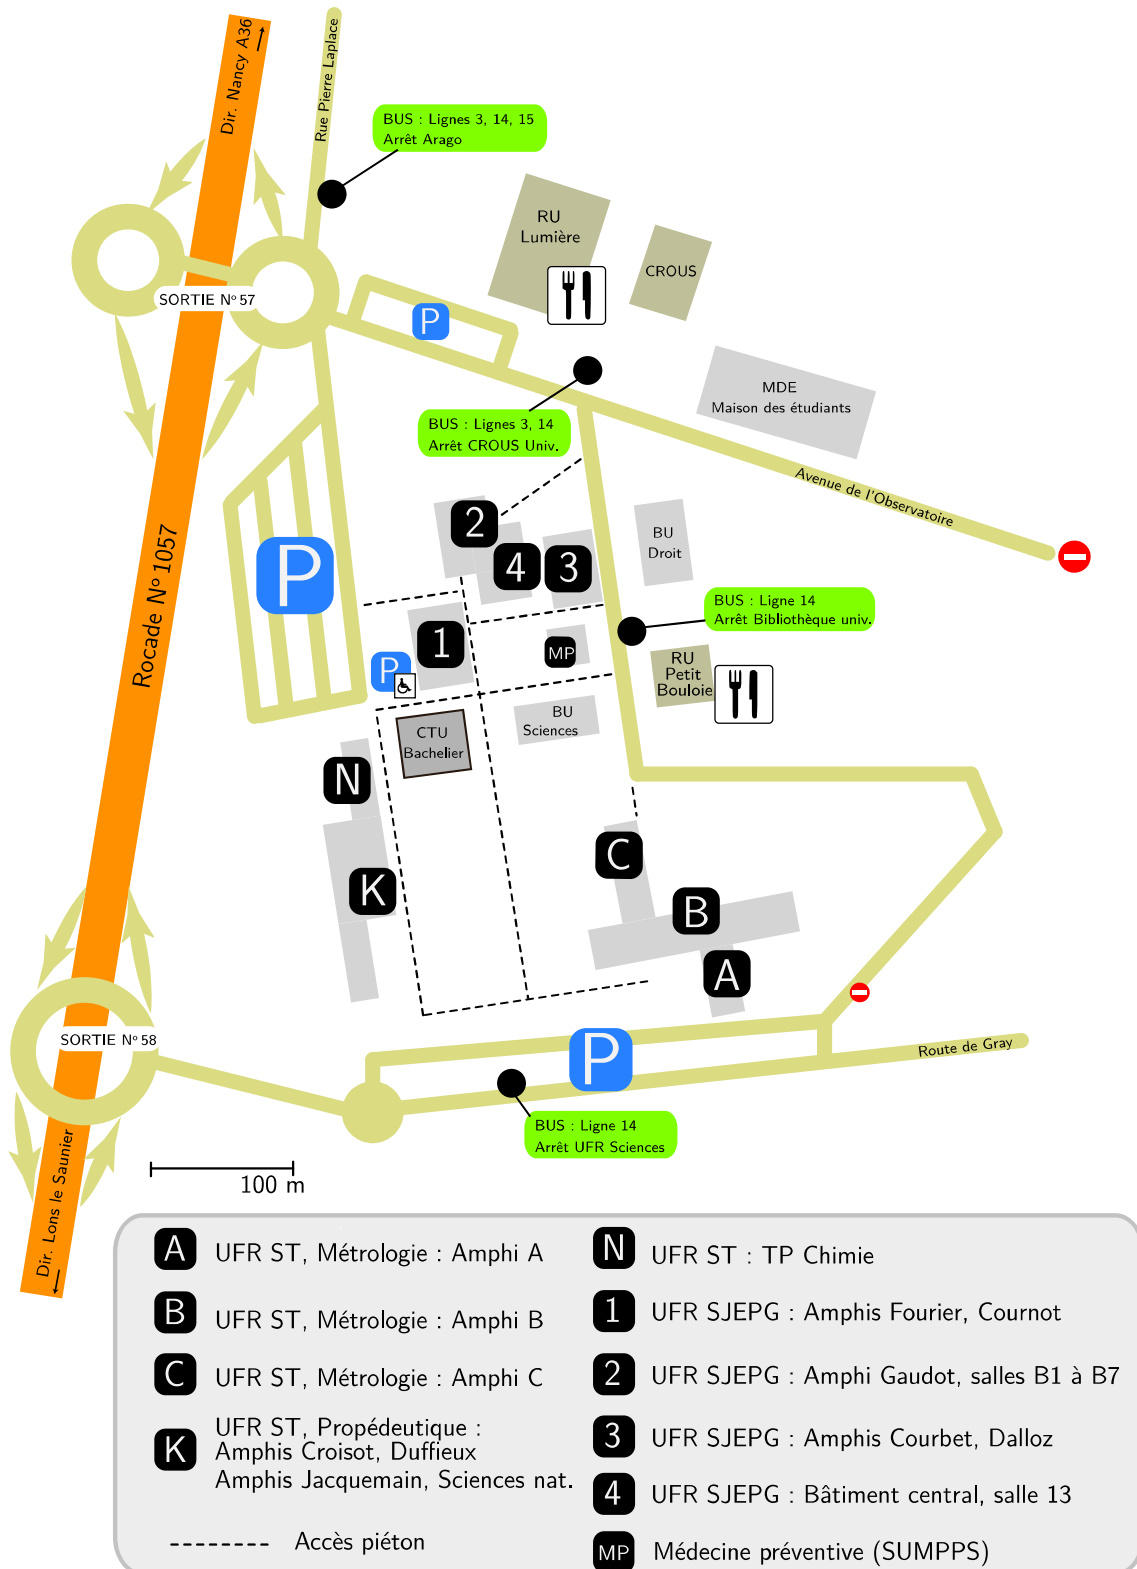 Dir. Nancy A36
Rue Pierre Laplace
BUS : Lignes 3, 14, 15
Arrêt Arago
RU
Lumière
CROUS
SORTIE Nº 57
P
MDE
Maison des étudiants
BUS : Lignes 3, 14
Arrêt CROUS Univ.
Avenue de l'Observatoire
Rocade Nº 1057
P
2
4
3
BU
Droit
BUS : Ligne 14
Arrêt Bibliothèque univ.
1
MP
P
RU
Petit
Bouloie
CTU
Bachelier
BU
Sciences
N
K
C
B
A
SORTIE Nº 58
P
Route de Gray
BUS : Ligne 14
Arrêt UFR Sciences
Dir. Lons le Saunier
100 m
A UFR ST, Métrologie : Amphi A
B UFR ST, Métrologie : Amphi B
C UFR ST, Métrologie : Amphi C
K UFR ST, Propédeutique :
Amphis Croisot, Duffieux
Amphis Jacquemain, Sciences nat.
Accès piéton
N UFR ST : TP Chimie
1 UFR SJEPG : Amphis Fourier, Cournot
2 UFR SJEPG : Amphi Gaudot, salles B1 à B7
3 UFR SJEPG : Amphis Courbet, Dalloz
4 UFR SJEPG : Bâtiment central, salle 13
MP Médecine préventive (SUMPPS)